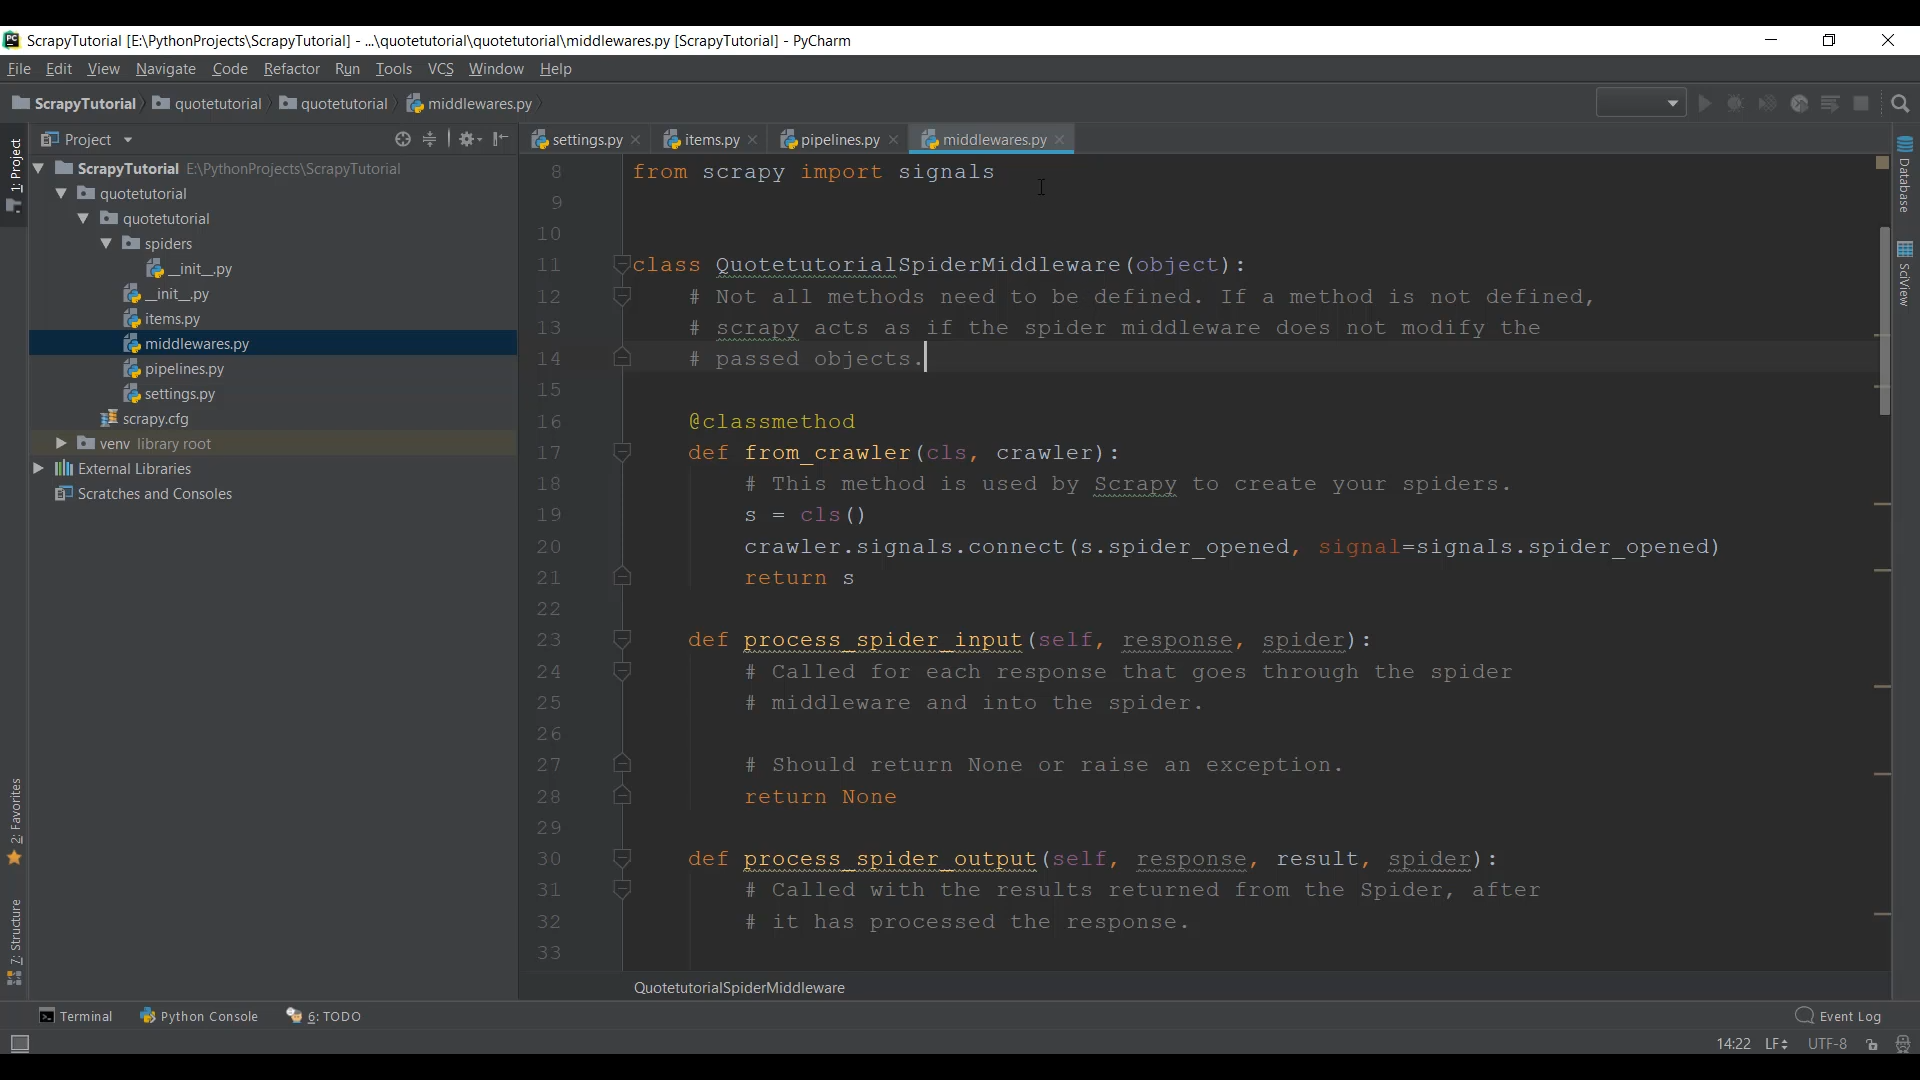 ScrapyTutorial [E:\PythonProjects\ScrapyTutorial] - ...\quotetutorial\quotetutorial\middlewares.py [ScrapyTutorial] - PyCharm
File Edit View Navigate Code Refactor Run Tools VCS Window Help
ScrapyTutorial quotetutorial quotetutorial middlewares.py
Project settings.py items.py pipelines.py middlewares.py
1: Project
ScrapyTutorial E:\PythonProjects\ScrapyTutorial
quotetutorial
quotetutorial
spiders
__init__.py
__init__.py
items.py
middlewares.py
pipelines.py
settings.py
scrapy.cfg
venv library root
External Libraries
Scratches and Consoles
2: Favorites
7: Structure
8 from scrapy import signals
9
10
11 class QuotetutorialSpiderMiddleware(object):
12 # Not all methods need to be defined. If a method is not defined,
13 # scrapy acts as if the spider middleware does not modify the
14 # passed objects.
15
16 @classmethod
17 def from_crawler(cls, crawler):
18 # This method is used by Scrapy to create your spiders.
19 s = cls()
20 crawler.signals.connect(s.spider_opened, signal=signals.spider_opened)
21 return s
22
23 def process_spider_input(self, response, spider):
24 # Called for each response that goes through the spider
25 # middleware and into the spider.
26
27 # Should return None or raise an exception.
28 return None
29
30 def process_spider_output(self, response, result, spider):
31 # Called with the results returned from the Spider, after
32 # it has processed the response.
33
QuotetutorialSpiderMiddleware
Database
SciView
Terminal Python Console 6: TODO Event Log
14:22 LF UTF-8